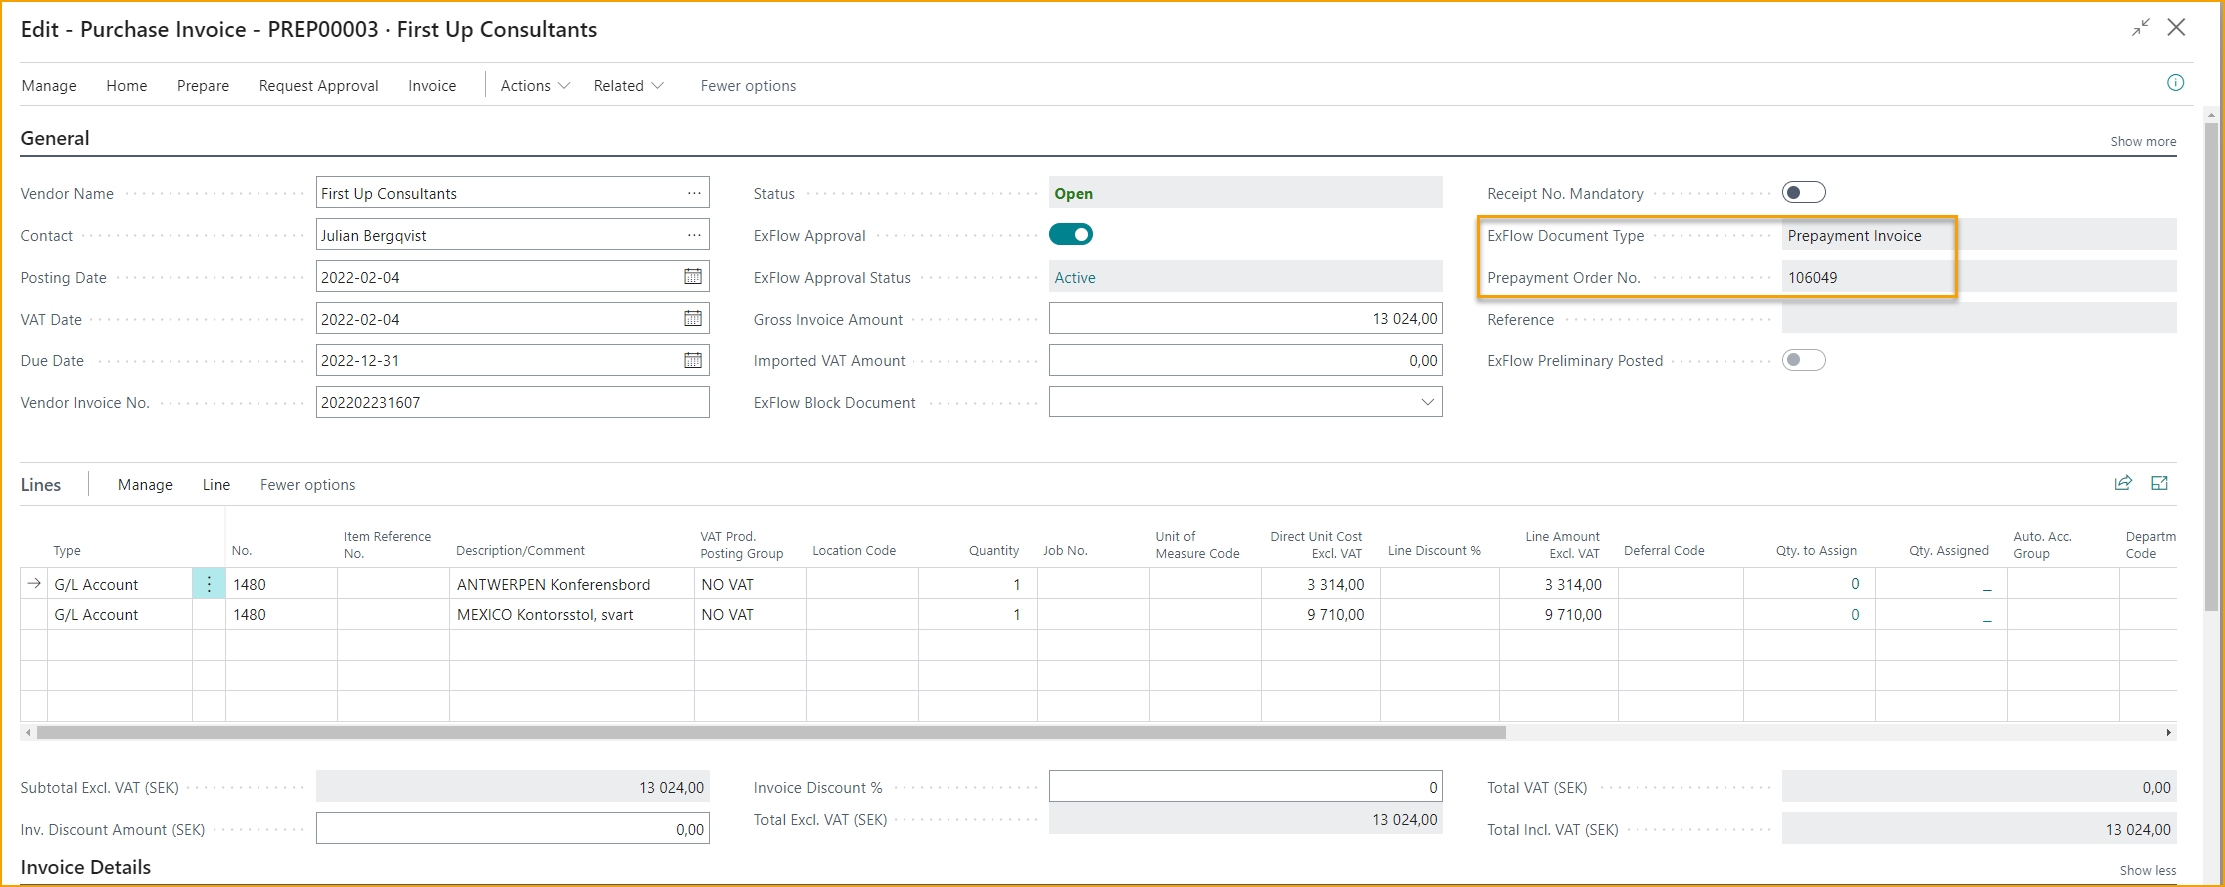 Edit - Purchase Invoice - PREP00003 · First Up Consultants
Manage Home Prepare Request Approval Invoice Actions Related Fewer options
General Show more
Vendor Name First Up Consultants ··· Status Open Receipt No. Mandatory
Contact Julian Bergqvist ··· ExFlow Approval ExFlow Document Type Prepayment Invoice
Posting Date 2022-02-04 ExFlow Approval Status Active Prepayment Order No. 106049
VAT Date 2022-02-04 Gross Invoice Amount 13 024,00 Reference
Due Date 2022-12-31 Imported VAT Amount 0,00 ExFlow Preliminary Posted
Vendor Invoice No. 202202231607 ExFlow Block Document
Lines Manage Line Fewer options
Type No. Item Reference No. Description/Comment VAT Prod. Posting Group Location Code Quantity Job No. Unit of Measure Code Direct Unit Cost Excl. VAT Line Discount % Line Amount Excl. VAT Deferral Code Qty. to Assign Qty. Assigned Auto. Acc. Group Departm Code
G/L Account 1480 ANTWERPEN Konferensbord NO VAT 1 3 314,00 3 314,00 0 _
G/L Account 1480 MEXICO Kontorsstol, svart NO VAT 1 9 710,00 9 710,00 0 _
Subtotal Excl. VAT (SEK) 13 024,00 Invoice Discount % 0 Total VAT (SEK) 0,00
Inv. Discount Amount (SEK) 0,00 Total Excl. VAT (SEK) 13 024,00 Total Incl. VAT (SEK) 13 024,00
Invoice Details Show less